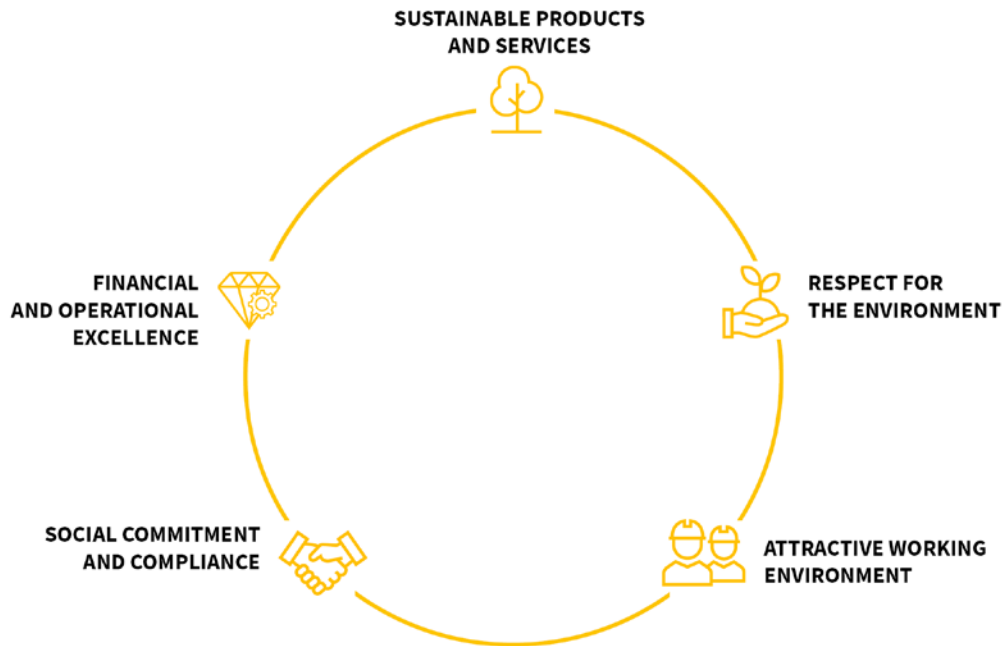 SUSTAINABLE PRODUCTS
AND SERVICES
FINANCIAL
AND OPERATIONAL
EXCELLENCE
RESPECT FOR
THE ENVIRONMENT
SOCIAL COMMITMENT
AND COMPLIANCE
ATTRACTIVE WORKING
ENVIRONMENT